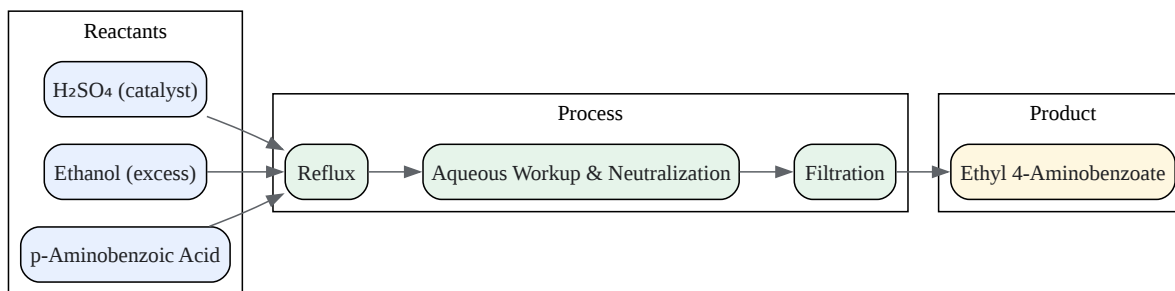 Reactants
H₂SO₄ (catalyst)
Ethanol (excess)
p-Aminobenzoic Acid
Process
Reflux
Aqueous Workup & Neutralization
Filtration
Product
Ethyl 4-Aminobenzoate